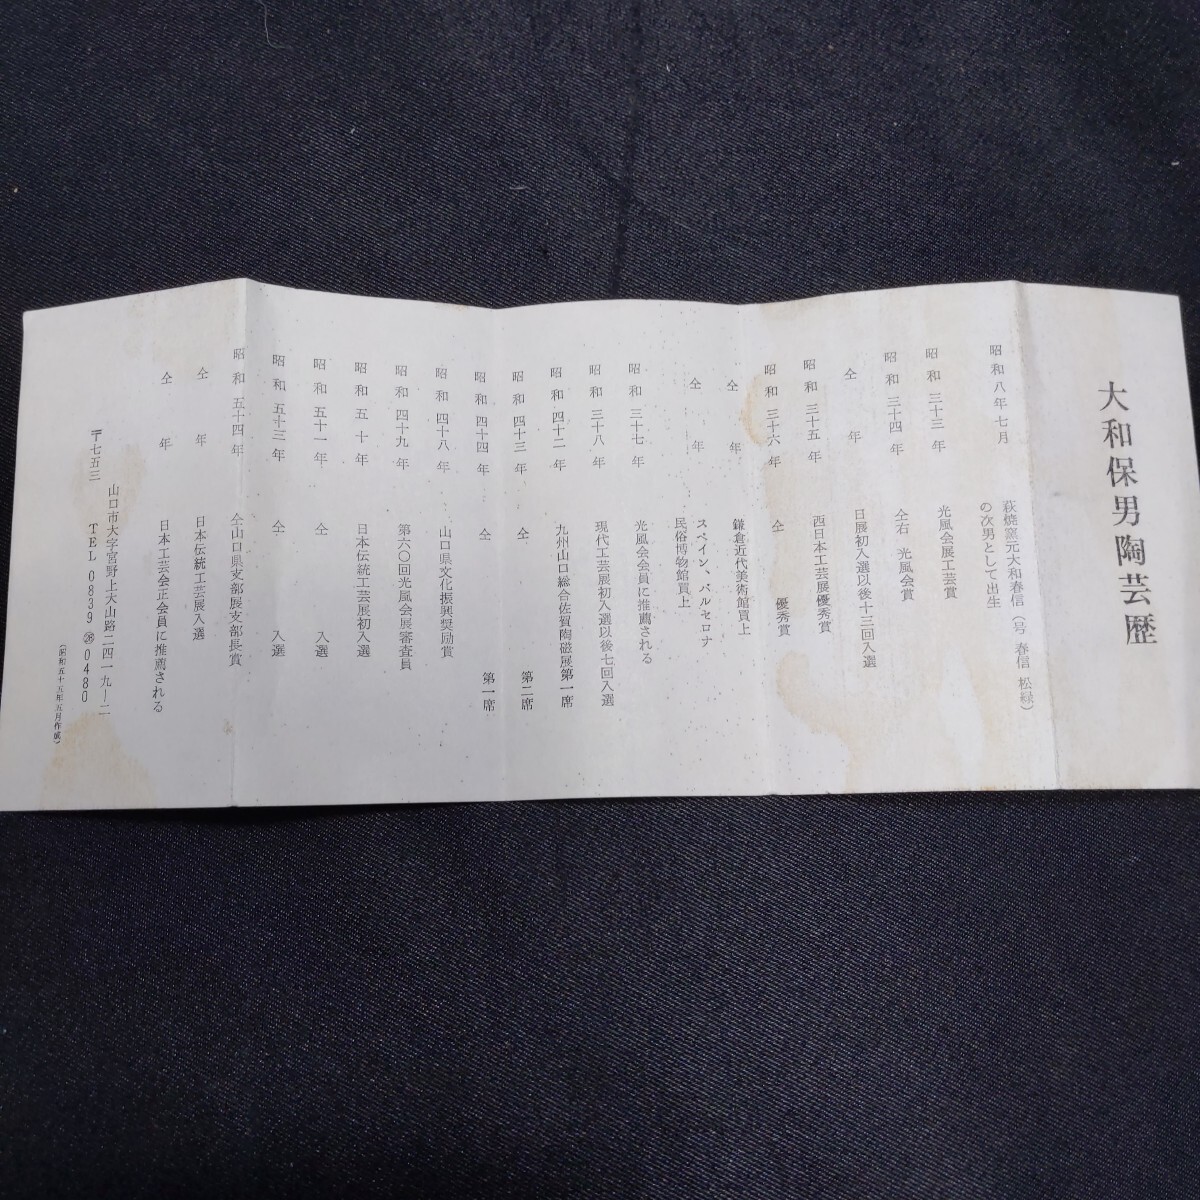 大和保男陶芸歴
昭和八年七月 萩焼窯元大和春信(号 春信 松緑)
の次男として出生
昭和三十三年 光風会展工芸賞
昭和三十四年 仝右 光風会賞
仝年 日展初入選以後十三回入選
昭和三十五年 西日本工芸展優秀賞
昭和三十六年 仝 優秀賞
仝年 鎌倉近代美術館買上
仝年 スペイン、バルセロナ
民俗博物館買上
昭和三十七年 光風会会員に推薦される
昭和三十八年 現代工芸展初入選以後七回入選
昭和四十二年 九州山口総合佐賀陶磁展第一席
昭和四十三年 仝 第二席
昭和四十四年 仝 第一席
昭和四十八年 山口県文化振興奨励賞
昭和四十九年 第六〇回光風会展審査員
昭和五十年 日本伝統工芸展初入選
昭和五十一年 仝 入選
昭和五十三年 仝 入選
昭和五十四年 仝山口県支部展支部長賞
仝年 日本伝統工芸展入選
仝年 日本工芸会正会員に推薦される
〒七五三 山口市大字宮野上大山路二四一九ー二
TEL 0839 ㉘ 0480
(昭和五十五年五月作成)